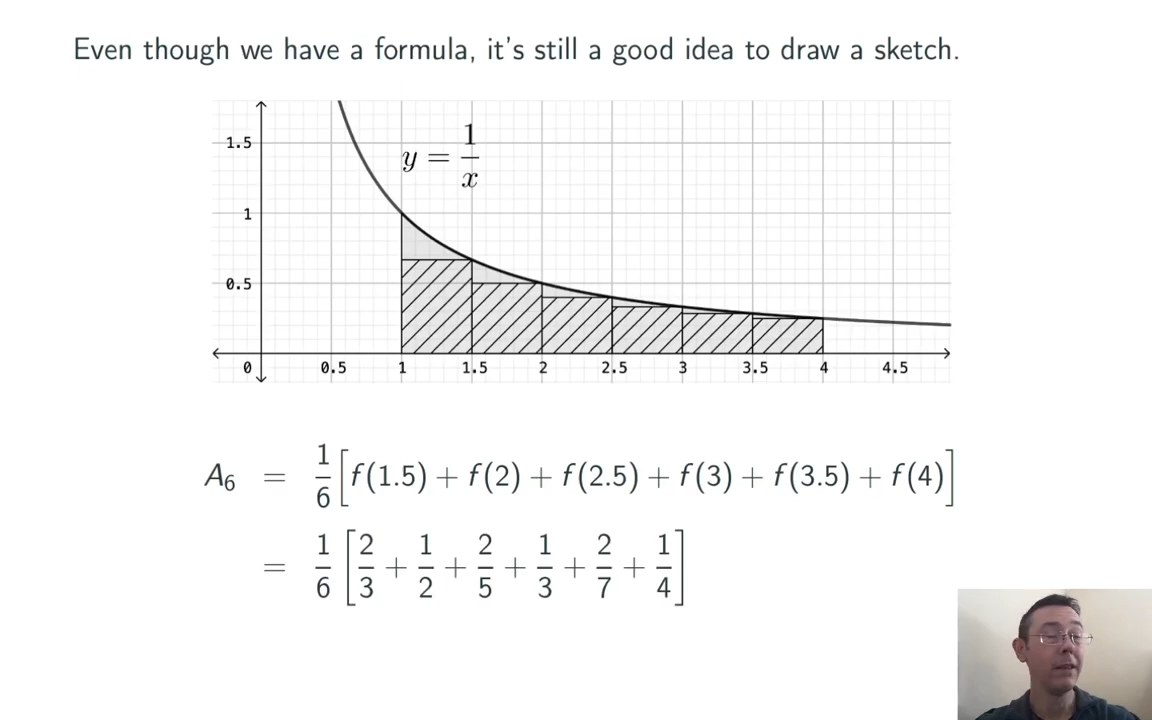 Even though we have a formula, it's still a good idea to draw a sketch.
1.5
y = 1/x
1
0.5
0 0.5 1 1.5 2 2.5 3 3.5 4 4.5
A₆ = 1/6 [f(1.5) + f(2) + f(2.5) + f(3) + f(3.5) + f(4)]
= 1/6 [2/3 + 1/2 + 2/5 + 1/3 + 2/7 + 1/4]